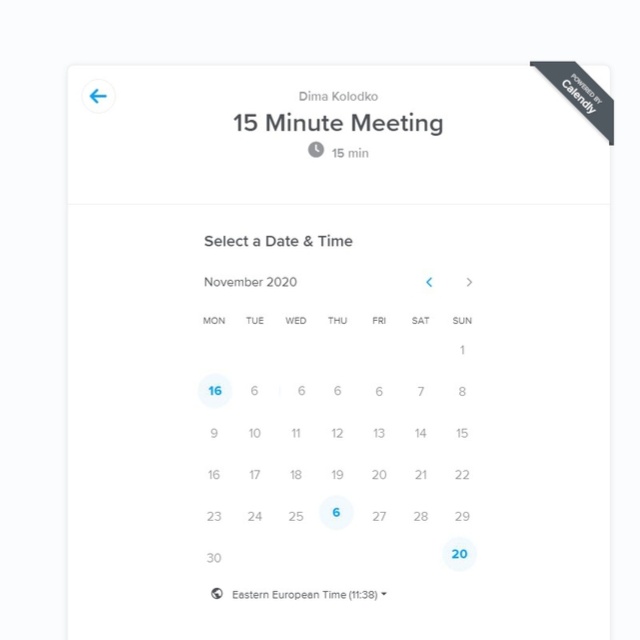 POWERED BY
Calendly
Dima Kolodko
15 Minute Meeting
15 min
Select a Date & Time
November 2020
MON TUE WED THU FRI SAT SUN
1
16 6 6 6 6 7 8
9 10 11 12 13 14 15
16 17 18 19 20 21 22
23 24 25 6 27 28 29
30 20
Eastern European Time (11:38)